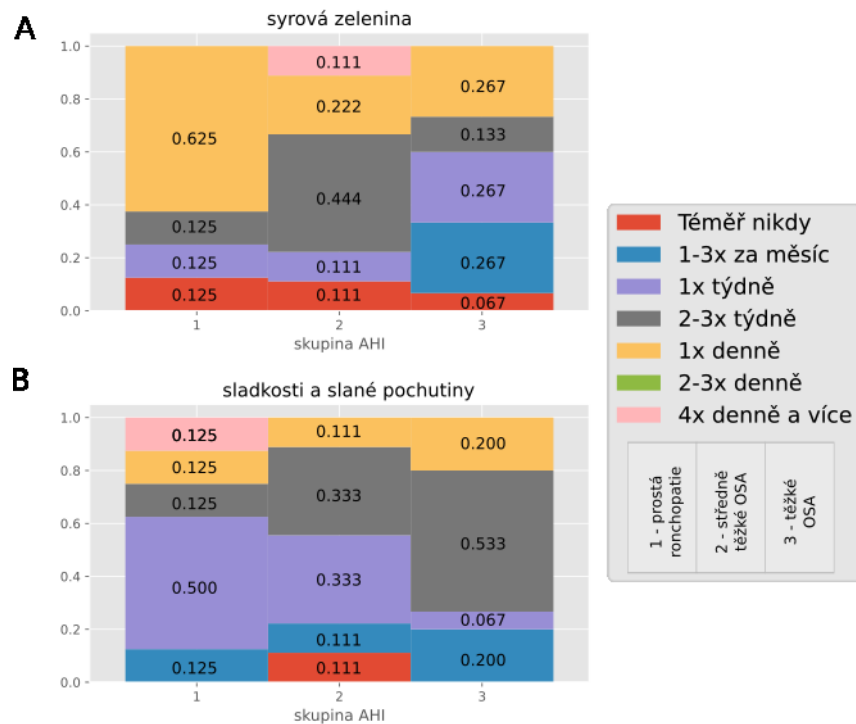 A
syrová zelenina
1.0
0.8
0.6
0.4
0.2
0.0
0.625
0.125
0.125
0.125
0.111
0.222
0.444
0.111
0.111
0.267
0.133
0.267
0.267
0.067
1 2 3
skupina AHI
B
sladkosti a slané pochutiny
1.0
0.8
0.6
0.4
0.2
0.0
0.125
0.125
0.125
0.500
0.125
0.111
0.333
0.333
0.111
0.111
0.200
0.533
0.067
0.200
1 2 3
skupina AHI
Téměř nikdy
1-3x za měsíc
1x týdně
2-3x týdně
1x denně
2-3x denně
4x denně a více
1 - prostá
ronchopatie
2 - středně
těžké OSA
3 - těžké
OSA